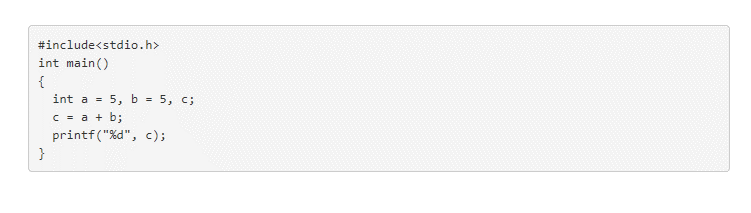 #include<stdio.h>
int main()
{
  int a = 5, b = 5, c;
  c = a + b;
  printf("%d", c);
}